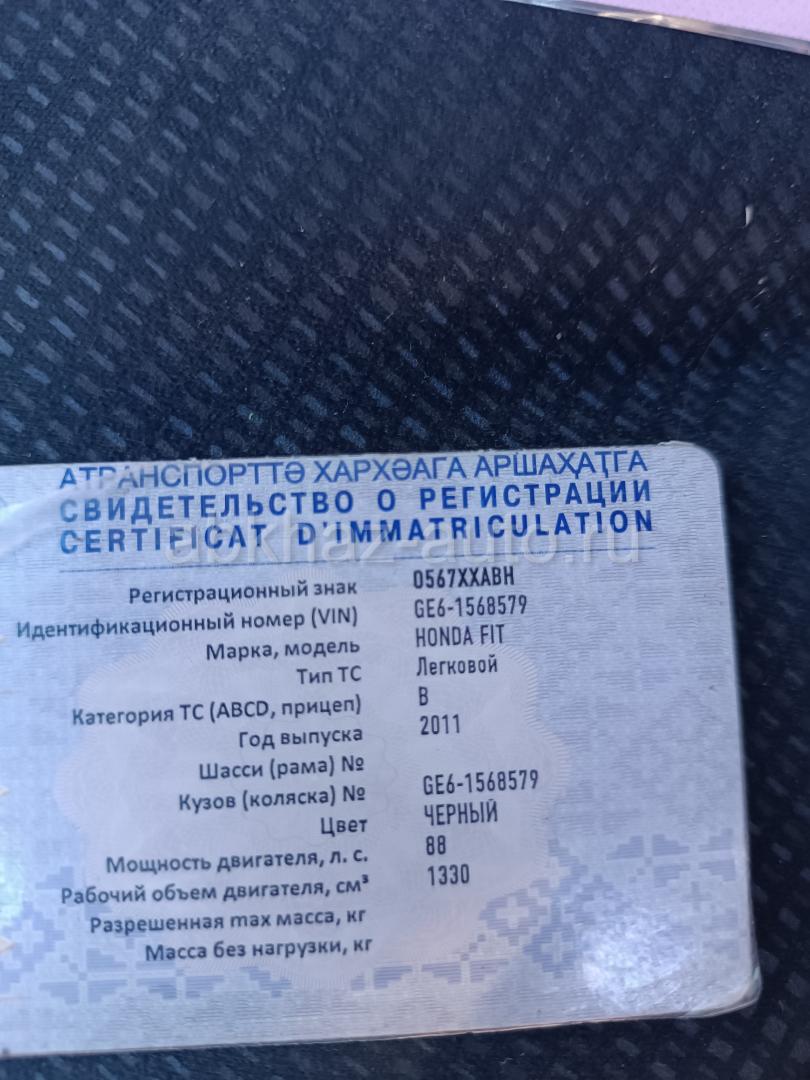 АТРАНСПОРТТӘ ХАРХӘАГА АРШАҲАҬГА
СВИДЕТЕЛЬСТВО О РЕГИСТРАЦИИ
CERTIFICAT D'IMMATRICULATION
abkhaz-auto.ru
Регистрационный знак 0567XXABH
Идентификационный номер (VIN) GE6-1568579
Марка, модель HONDA FIT
Тип ТС Легковой
Категория ТС (ABCD, прицеп) B
Год выпуска 2011
Шасси (рама) №
Кузов (коляска) № GE6-1568579
Цвет ЧЕРНЫЙ
Мощность двигателя, л. с. 88
Рабочий объем двигателя, см³ 1330
Разрешенная max масса, кг
Масса без нагрузки, кг